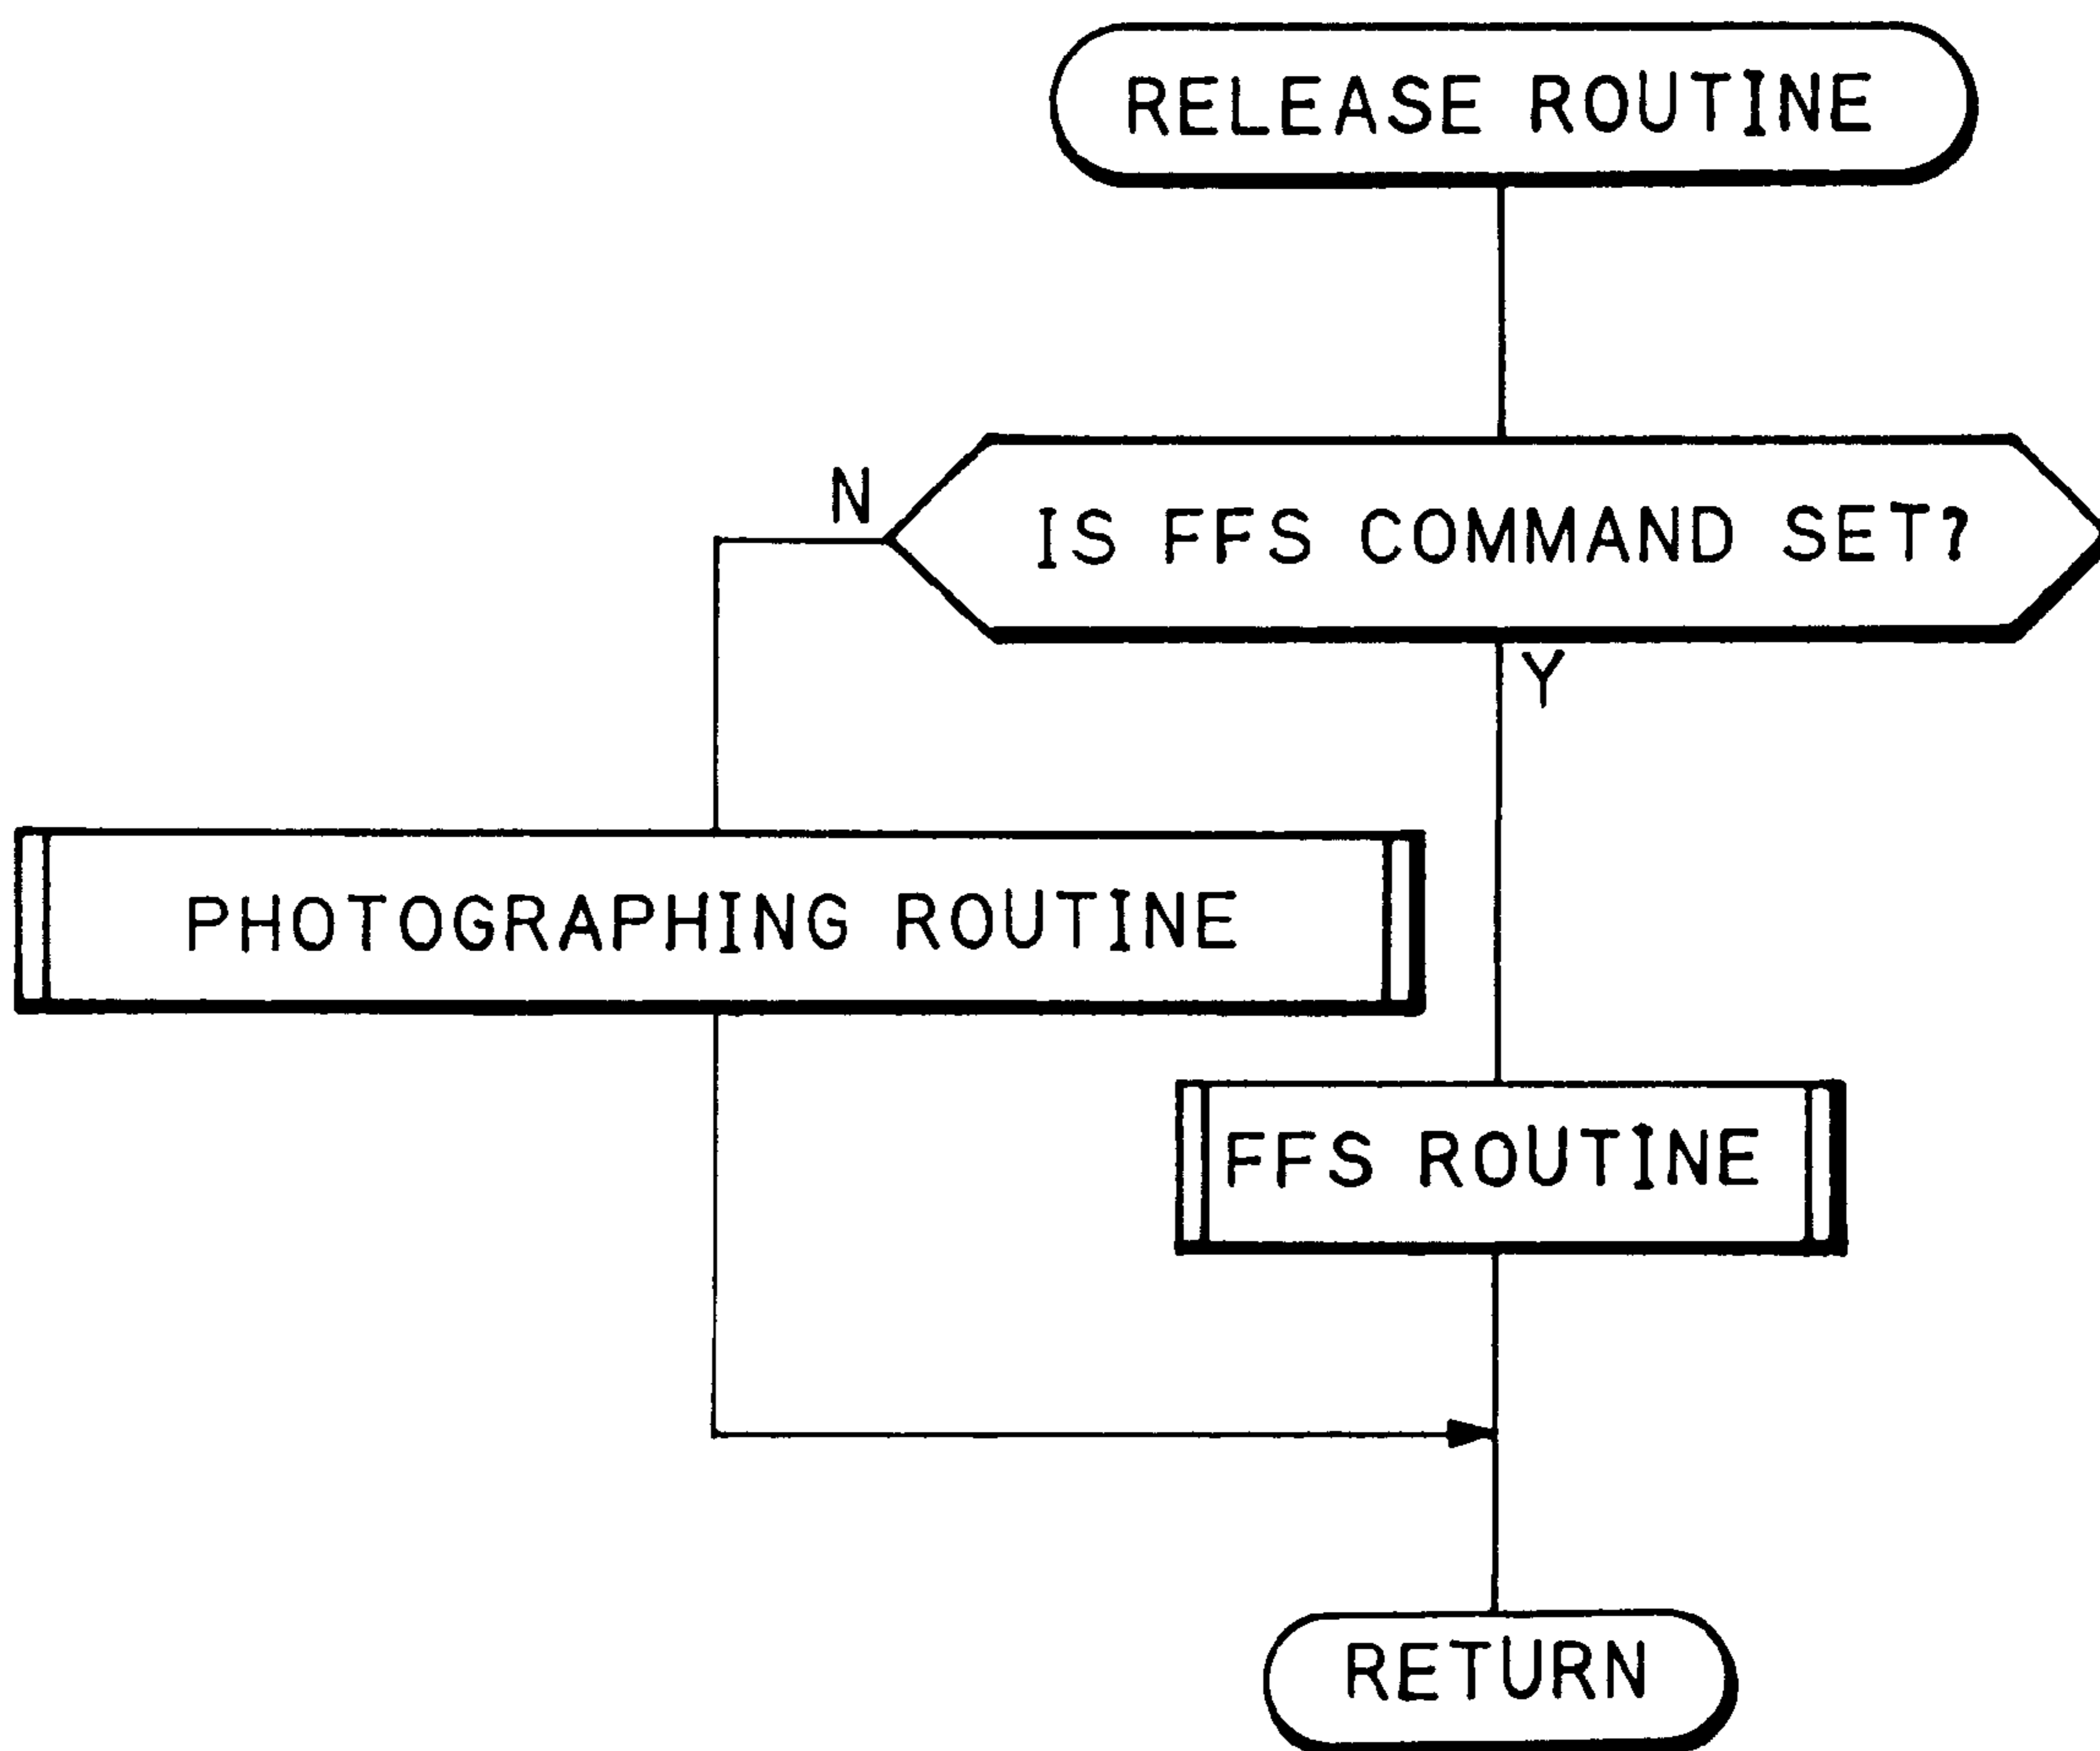 RELEASE ROUTINE
IS FFS COMMAND SET?
N
Y
PHOTOGRAPHING ROUTINE
FFS ROUTINE
RETURN